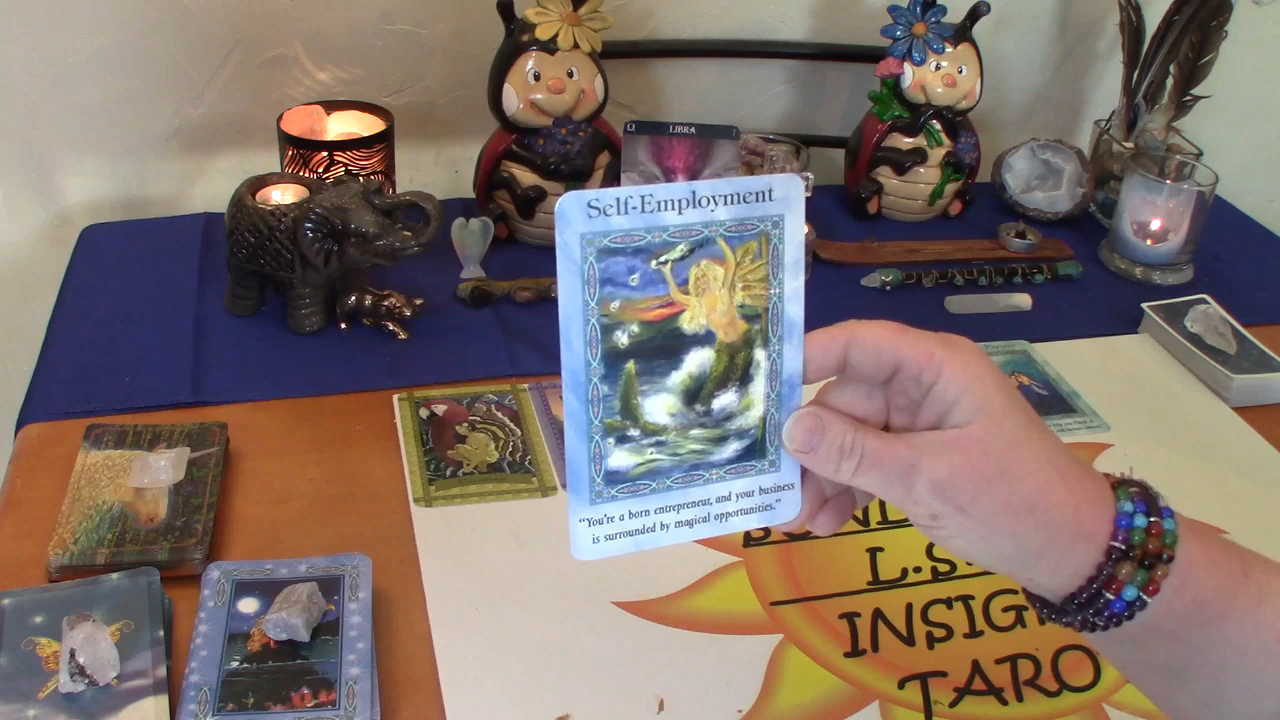 LIBRA
Self-Employment
"You're a born entrepreneur, and your business
is surrounded by magical opportunities."
L.S.
INSIG
TARO